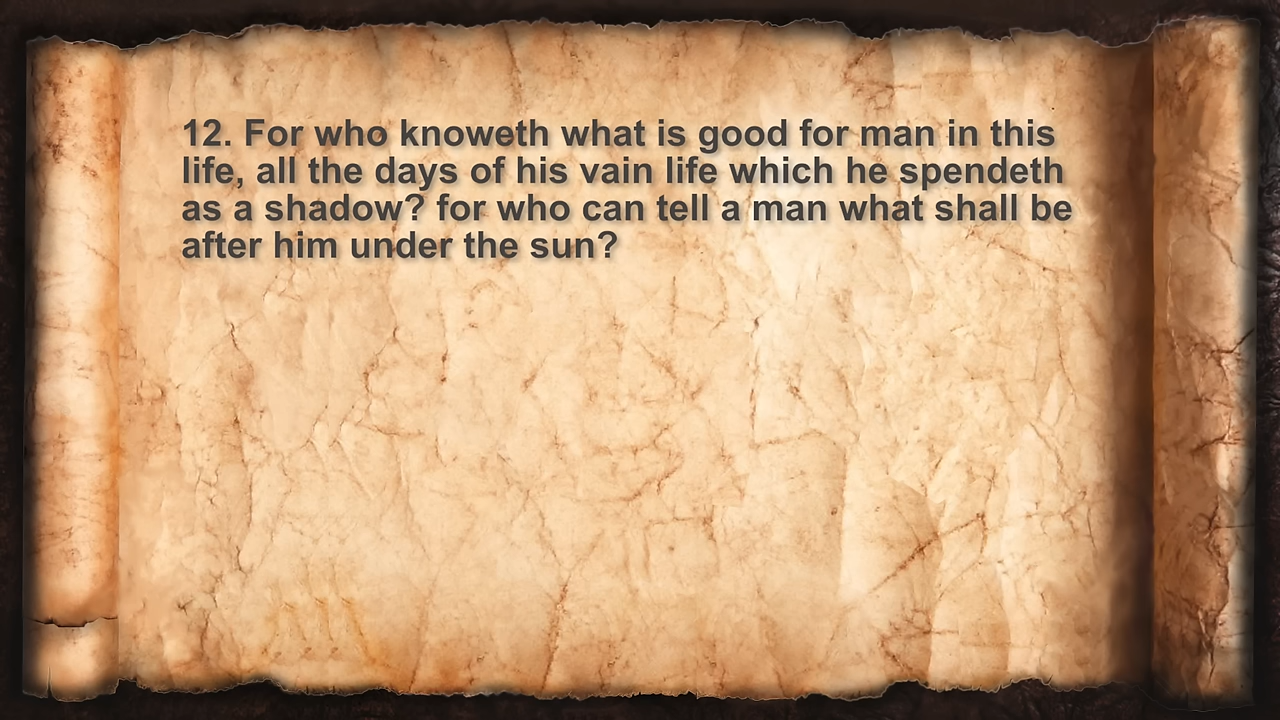 12. For who knoweth what is good for man in this
life, all the days of his vain life which he spendeth
as a shadow? for who can tell a man what shall be
after him under the sun?